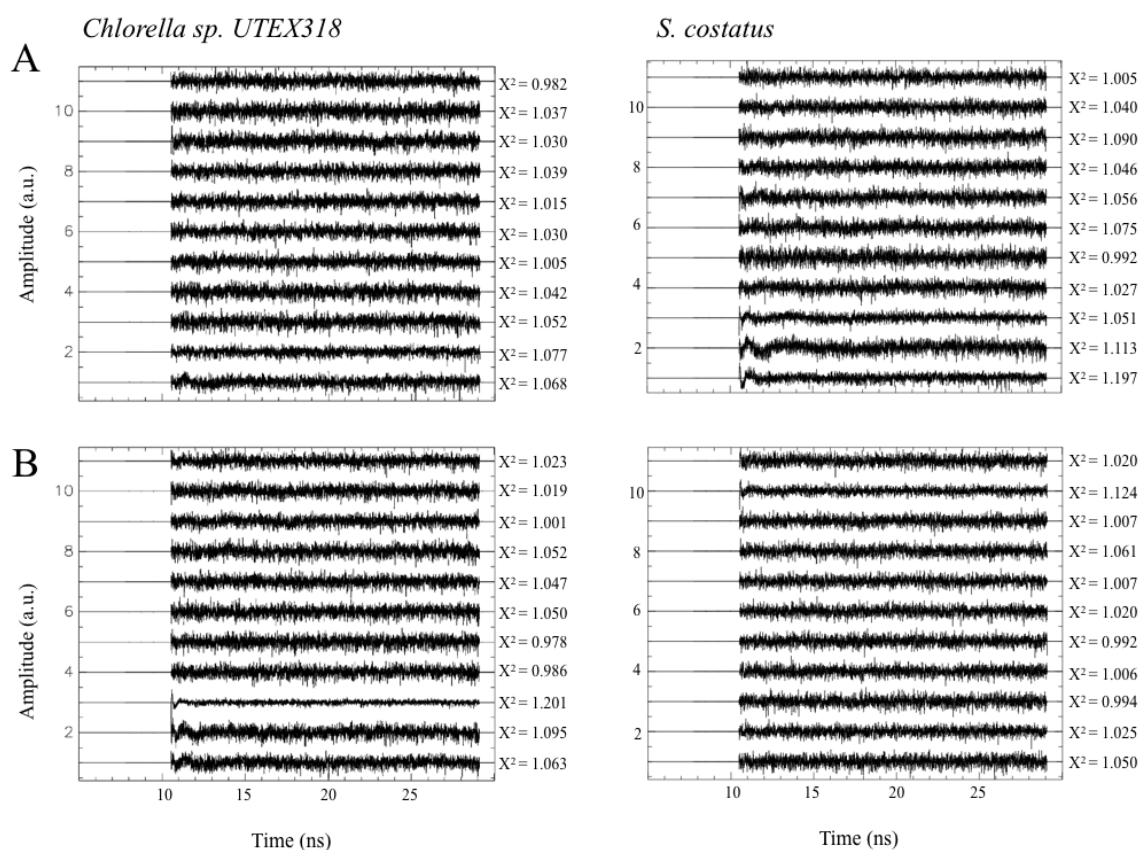 Chlorella sp. UTEX318
S. costatus
A
Amplitude (a.u.)
10
8
6
4
2
X² = 0.982
X² = 1.037
X² = 1.030
X² = 1.039
X² = 1.015
X² = 1.030
X² = 1.005
X² = 1.042
X² = 1.052
X² = 1.077
X² = 1.068
10
8
6
4
2
X² = 1.005
X² = 1.040
X² = 1.090
X² = 1.046
X² = 1.056
X² = 1.075
X² = 0.992
X² = 1.027
X² = 1.051
X² = 1.113
X² = 1.197
B
Amplitude (a.u.)
10
8
6
4
2
X² = 1.023
X² = 1.019
X² = 1.001
X² = 1.052
X² = 1.047
X² = 1.050
X² = 0.978
X² = 0.986
X² = 1.201
X² = 1.095
X² = 1.063
10 15 20 25
Time (ns)
10
8
6
4
2
X² = 1.020
X² = 1.124
X² = 1.007
X² = 1.061
X² = 1.007
X² = 1.020
X² = 0.992
X² = 1.006
X² = 0.994
X² = 1.025
X² = 1.050
10 15 20 25
Time (ns)